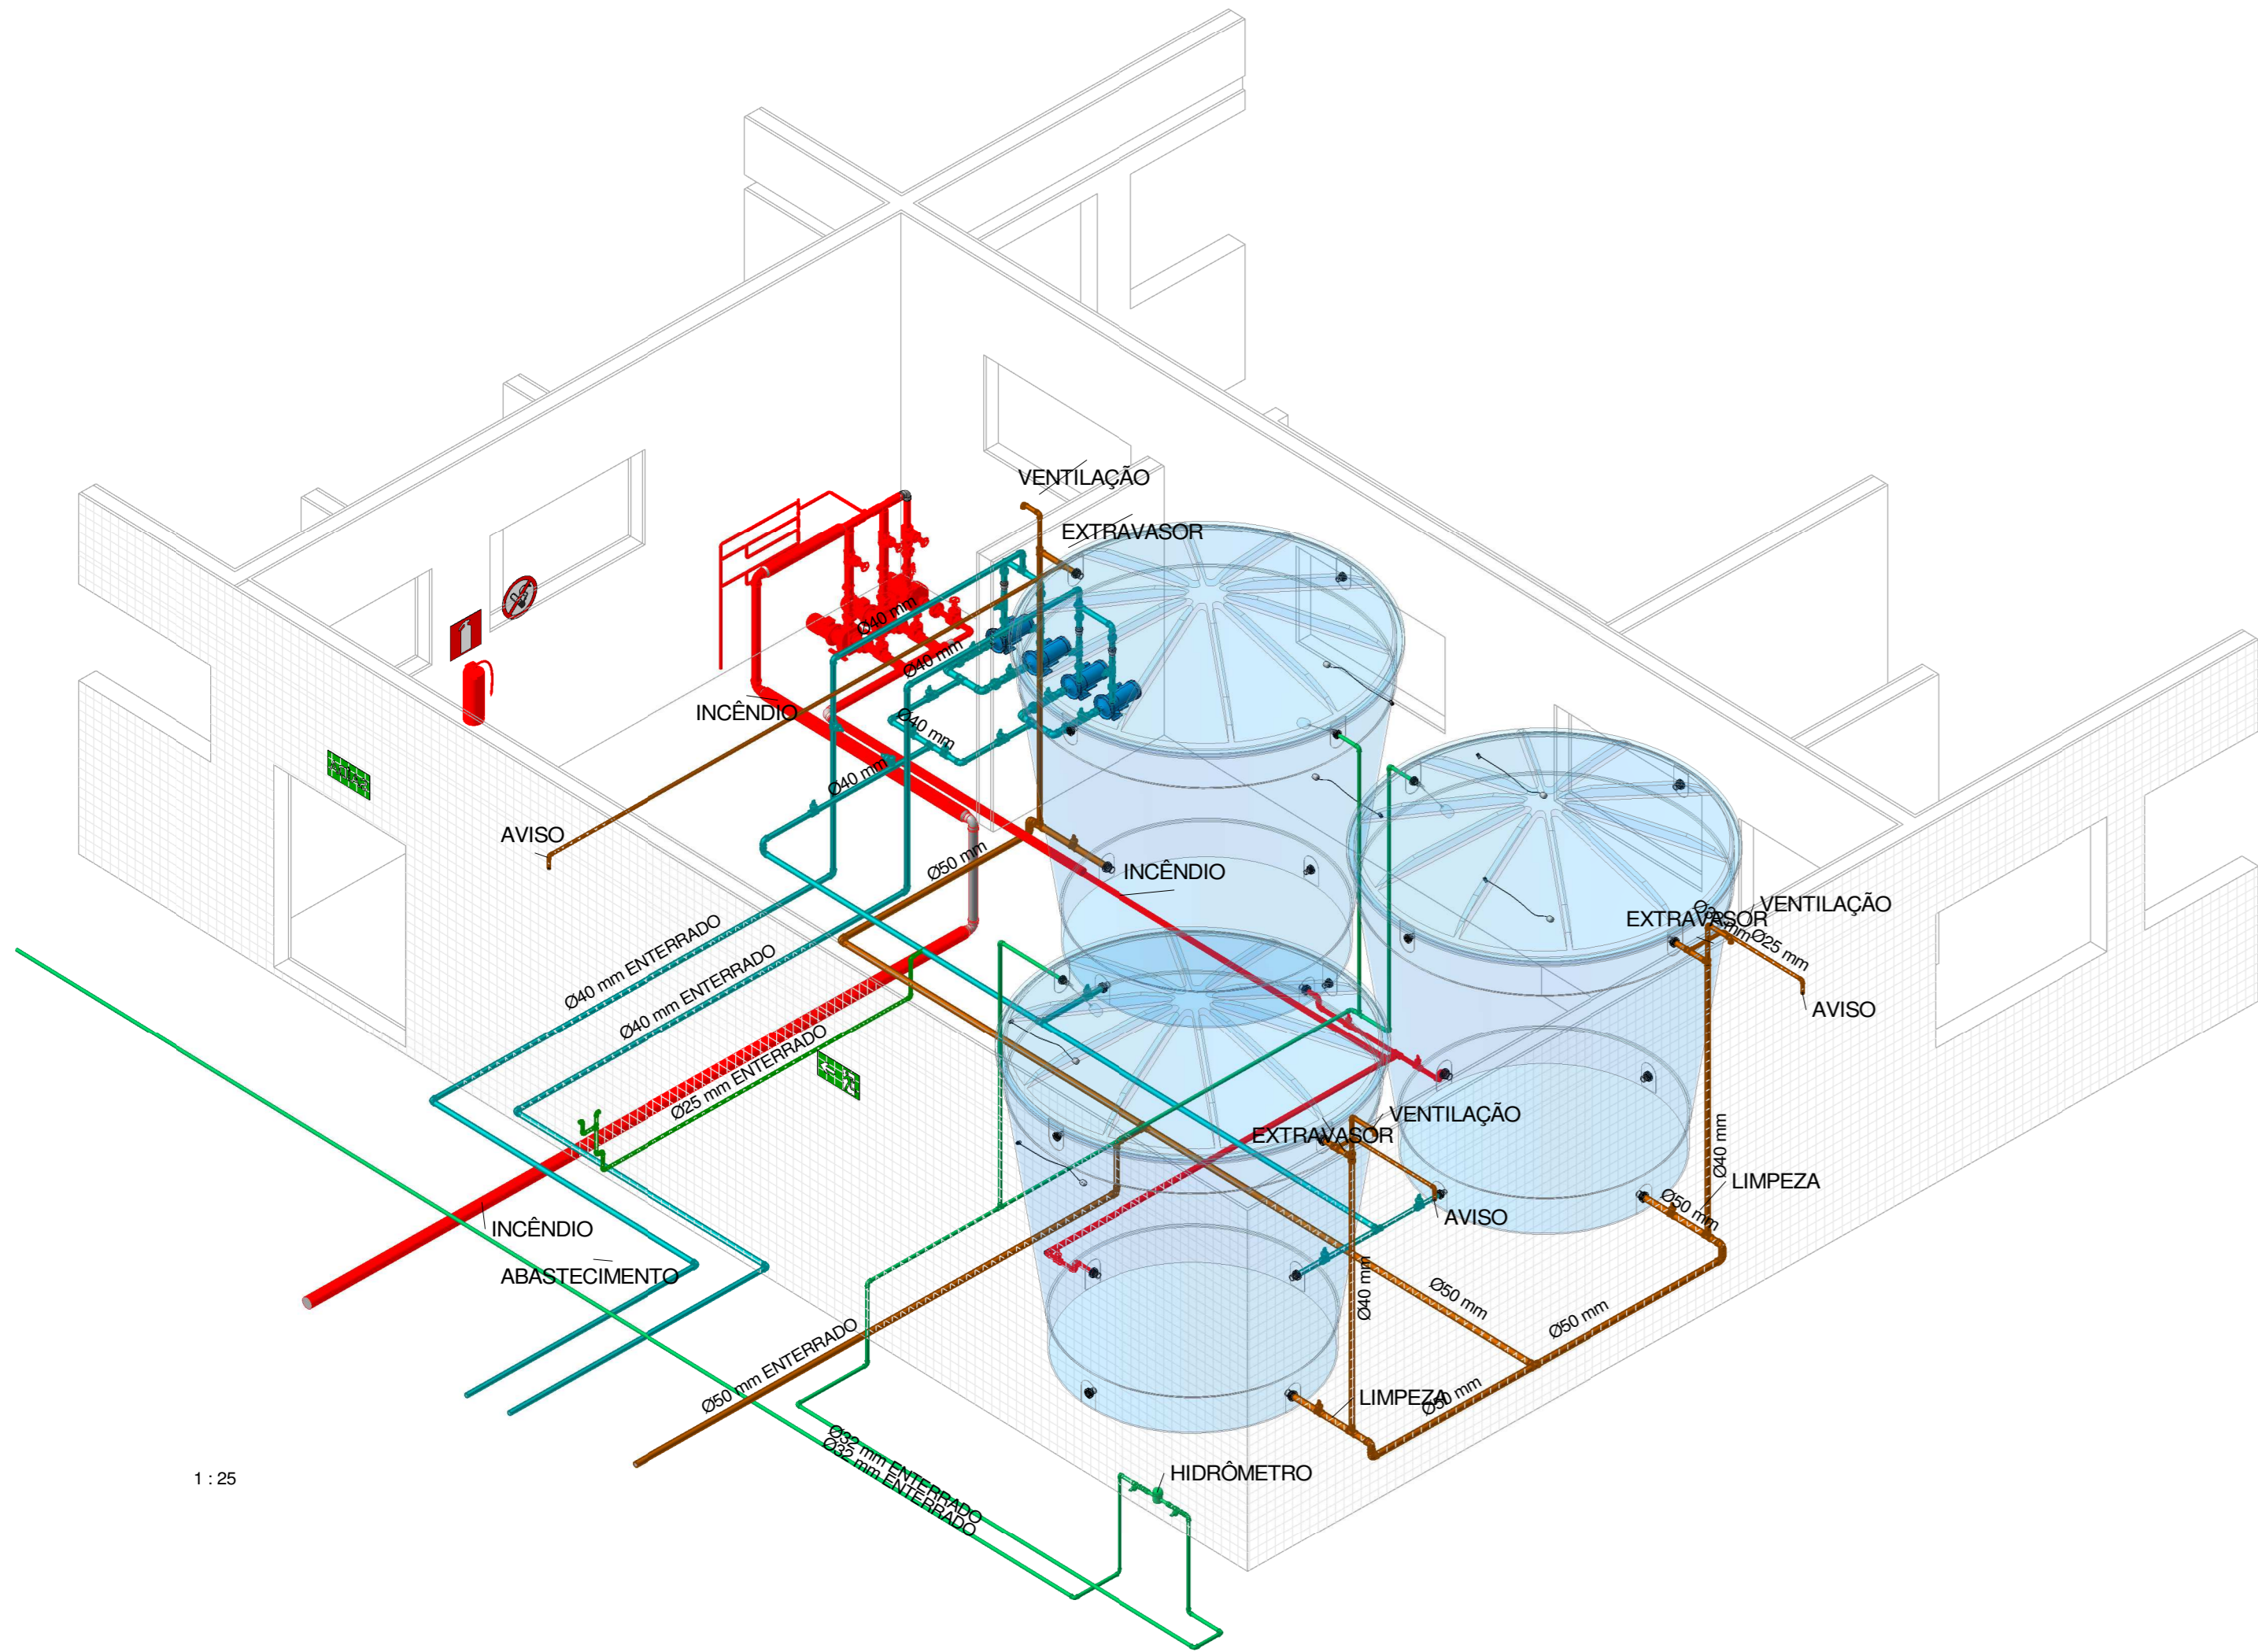 VENTILAÇÃO
EXTRAVASOR
Ø40 mm
Ø40 mm
INCÊNDIO
Ø40 mm
Ø40 mm
AVISO
Ø50 mm
INCÊNDIO
VENTILAÇÃO
EXTRAVASOR
Ø25 mm
AVISO
Ø40 mm ENTERRADO
Ø40 mm ENTERRADO
Ø25 mm ENTERRADO
VENTILAÇÃO
EXTRAVASOR
Ø40 mm
LIMPEZA
Ø50 mm
AVISO
INCÊNDIO
ABASTECIMENTO
Ø40 mm
Ø50 mm
Ø50 mm
Ø50 mm ENTERRADO
LIMPEZA
Ø50 mm
Ø32 mm ENTERRADO
Ø32 mm ENTERRADO
HIDRÔMETRO
1 : 25